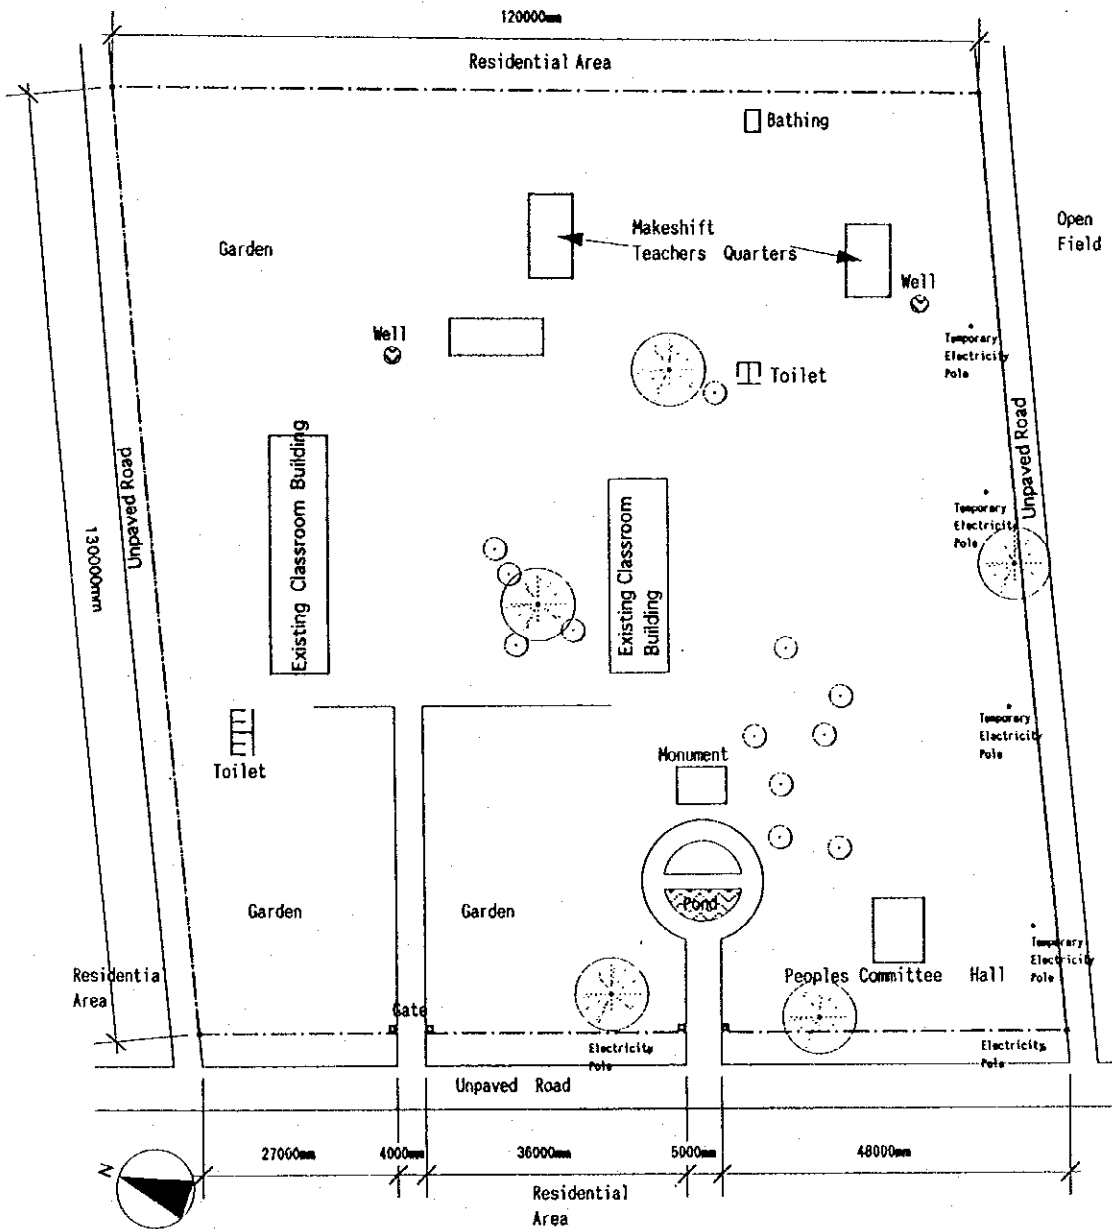 120000mm
Residential Area
Bathing
Makeshift
Teachers Quarters
Open
Field
Garden
Well
Well
Temporary
Electricity
Pole
Toilet
Unpaved Road
Existing Classroom Building
Unpaved Road
130000mm
Temporary
Electricity
Pole
Existing Classroom
Building
Temporary
Electricity
Pole
Monument
Toilet
Garden
Garden
Pond
Temporary
Electricity
Pole
Residentia
Area
Peoples Committee Hall
Gate
Electricity
Pole
Electricity
Pole
Unpaved Road
27000mm
4000mm
36000mm
5000mm
48000mm
N
Residential
Area